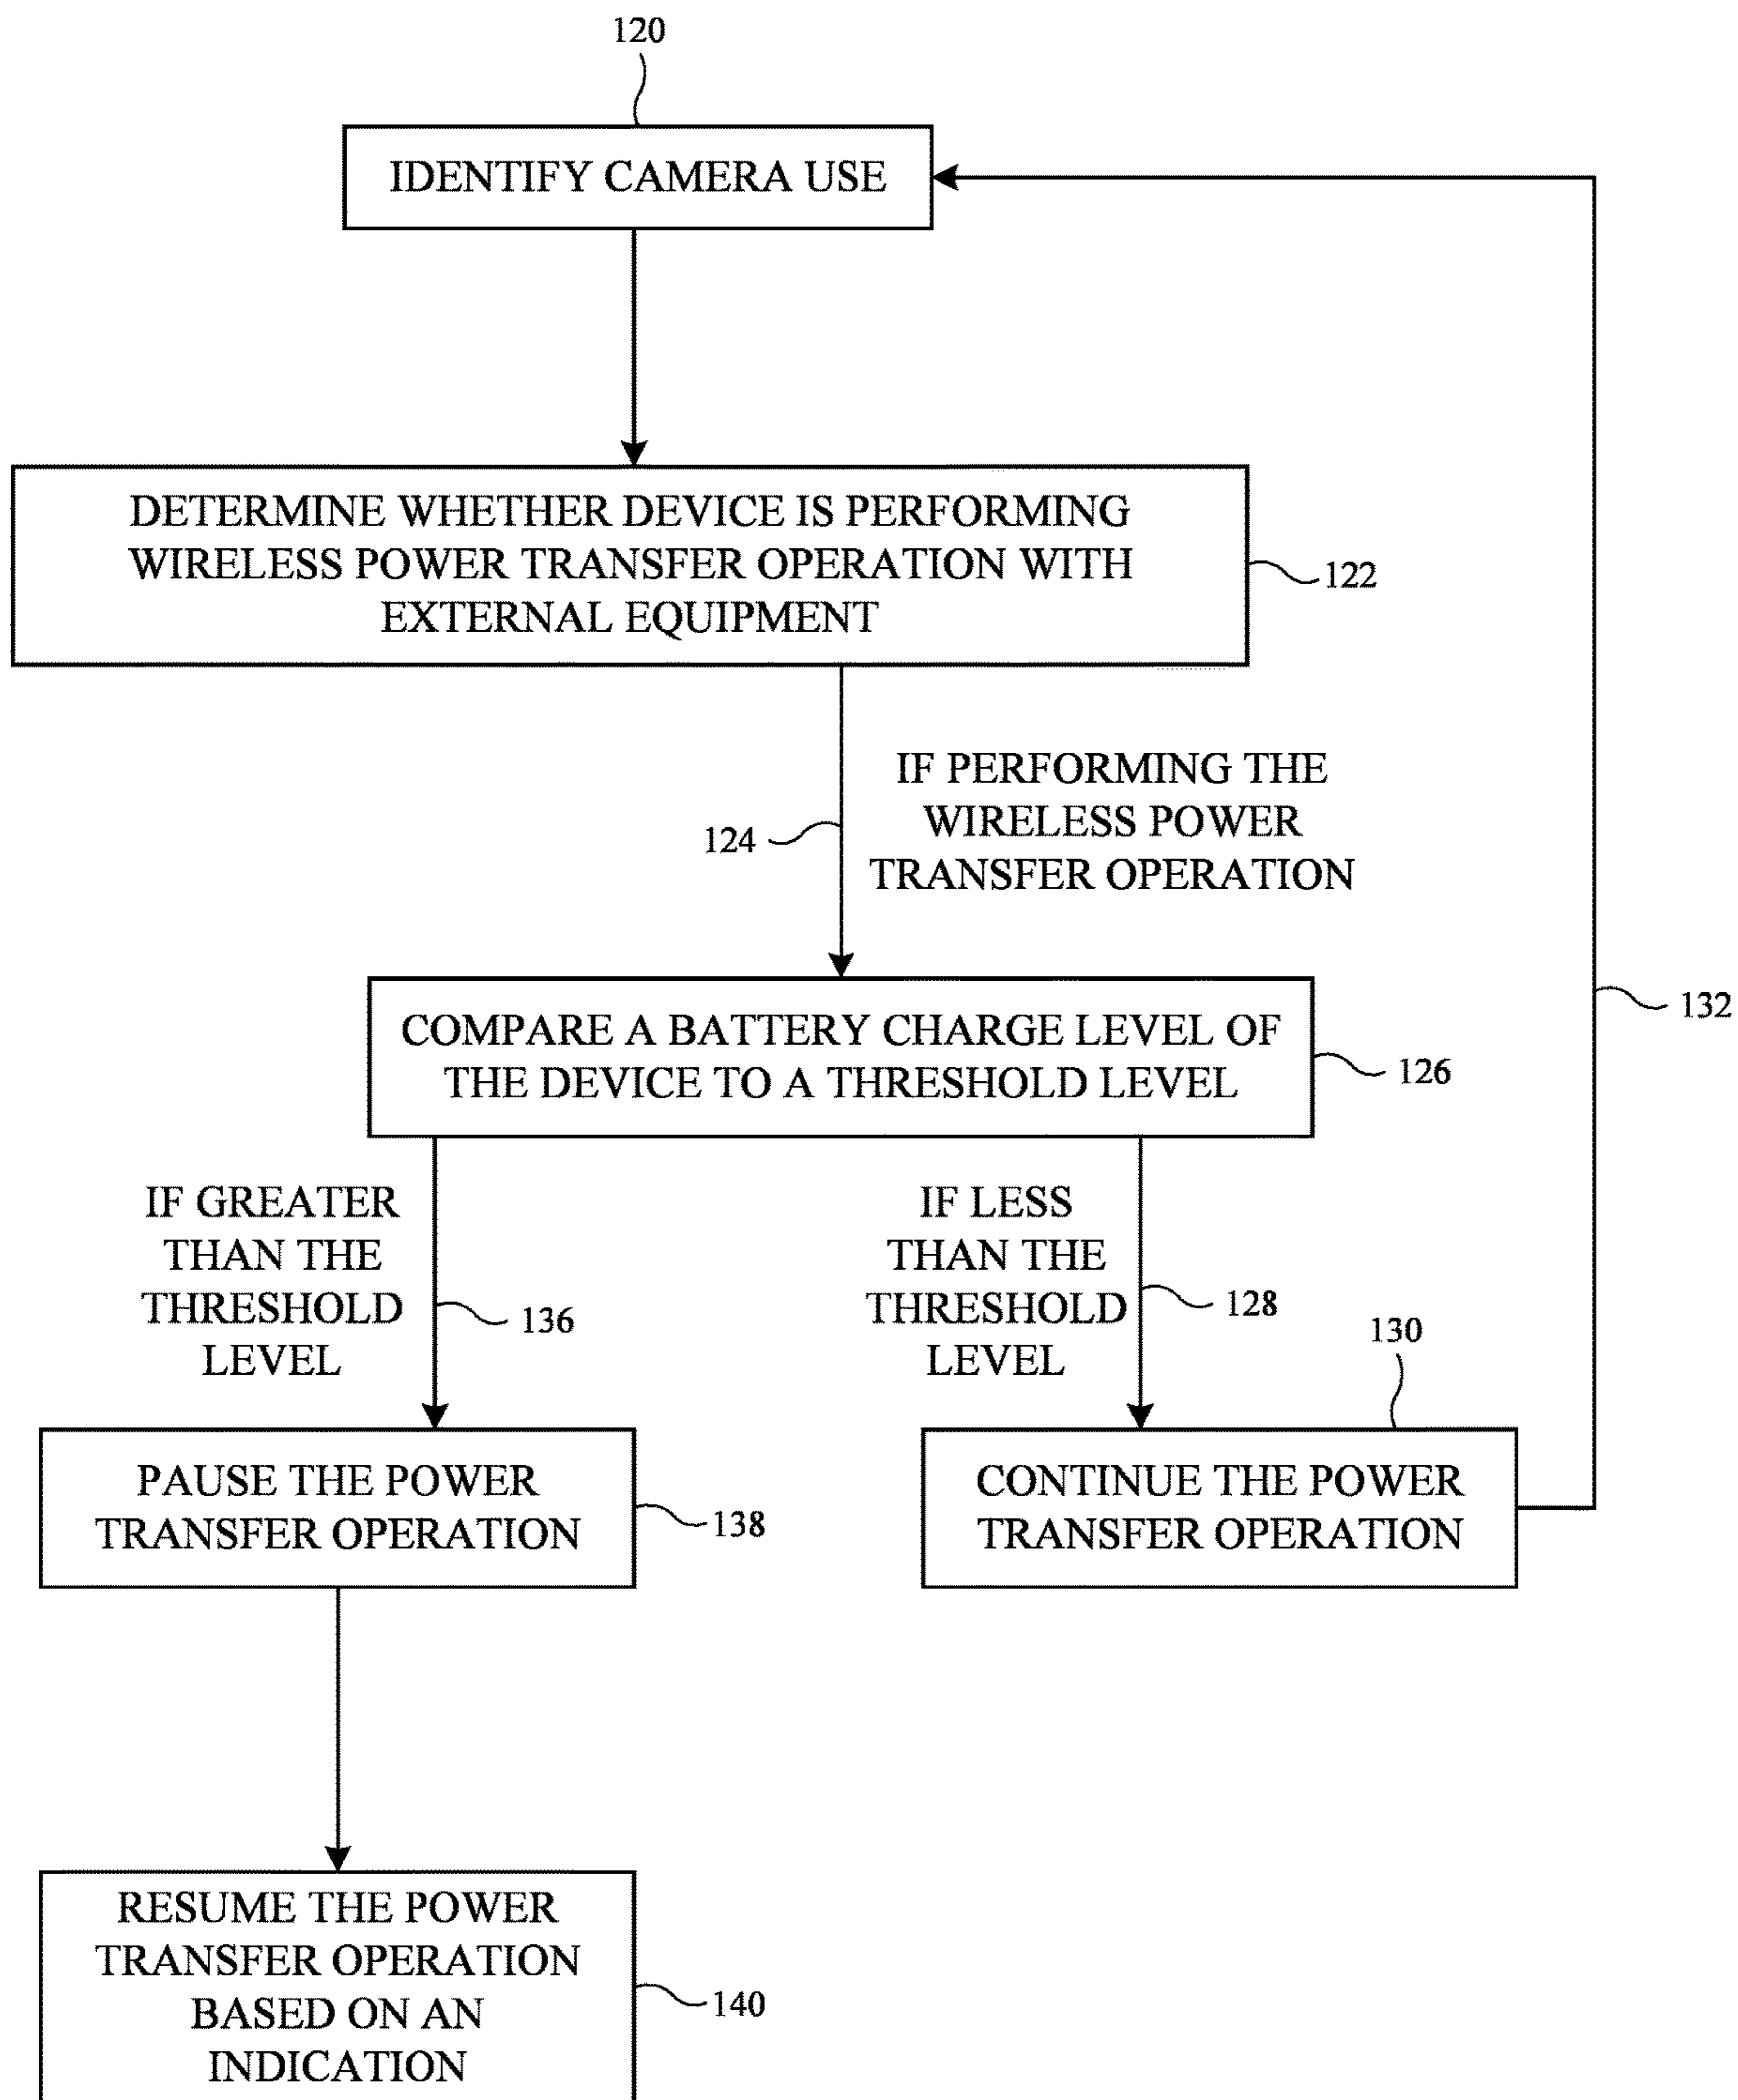 120
IDENTIFY CAMERA USE
DETERMINE WHETHER DEVICE IS PERFORMING
WIRELESS POWER TRANSFER OPERATION WITH
EXTERNAL EQUIPMENT
122
IF PERFORMING THE
WIRELESS POWER
TRANSFER OPERATION
124
132
COMPARE A BATTERY CHARGE LEVEL OF
THE DEVICE TO A THRESHOLD LEVEL
126
IF GREATER
THAN THE
THRESHOLD
LEVEL
136
IF LESS
THAN THE
THRESHOLD
LEVEL
128
130
PAUSE THE POWER
TRANSFER OPERATION
138
CONTINUE THE POWER
TRANSFER OPERATION
RESUME THE POWER
TRANSFER OPERATION
BASED ON AN
INDICATION
140